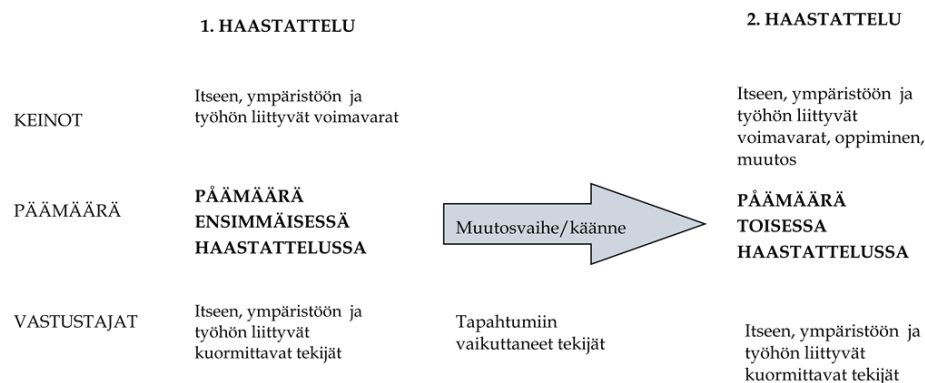 1. HAASTATTELU
2. HAASTATTELU
KEINOT
Itseen, ympäristöön ja
työhön liittyvät voimavarat
Itseen, ympäristöön ja
työhön liittyvät
voimavarat, oppiminen,
muutos
PÄÄMÄÄRÄ
PÅÄMÄÄRÄ
ENSIMMÄISESSÄ
HAASTATTELUSSA
Muutosvaihe/käänne
PÅÄMÄÄRÄ
TOISESSA
HAASTATTELUSSA
VASTUSTAJAT
Itseen, ympäristöön ja
työhön liittyvät
kuormittavat tekijät
Tapahtumiin
vaikuttaneet tekijät
Itseen, ympäristöön ja
työhön liittyvät
kuormittavat tekijät